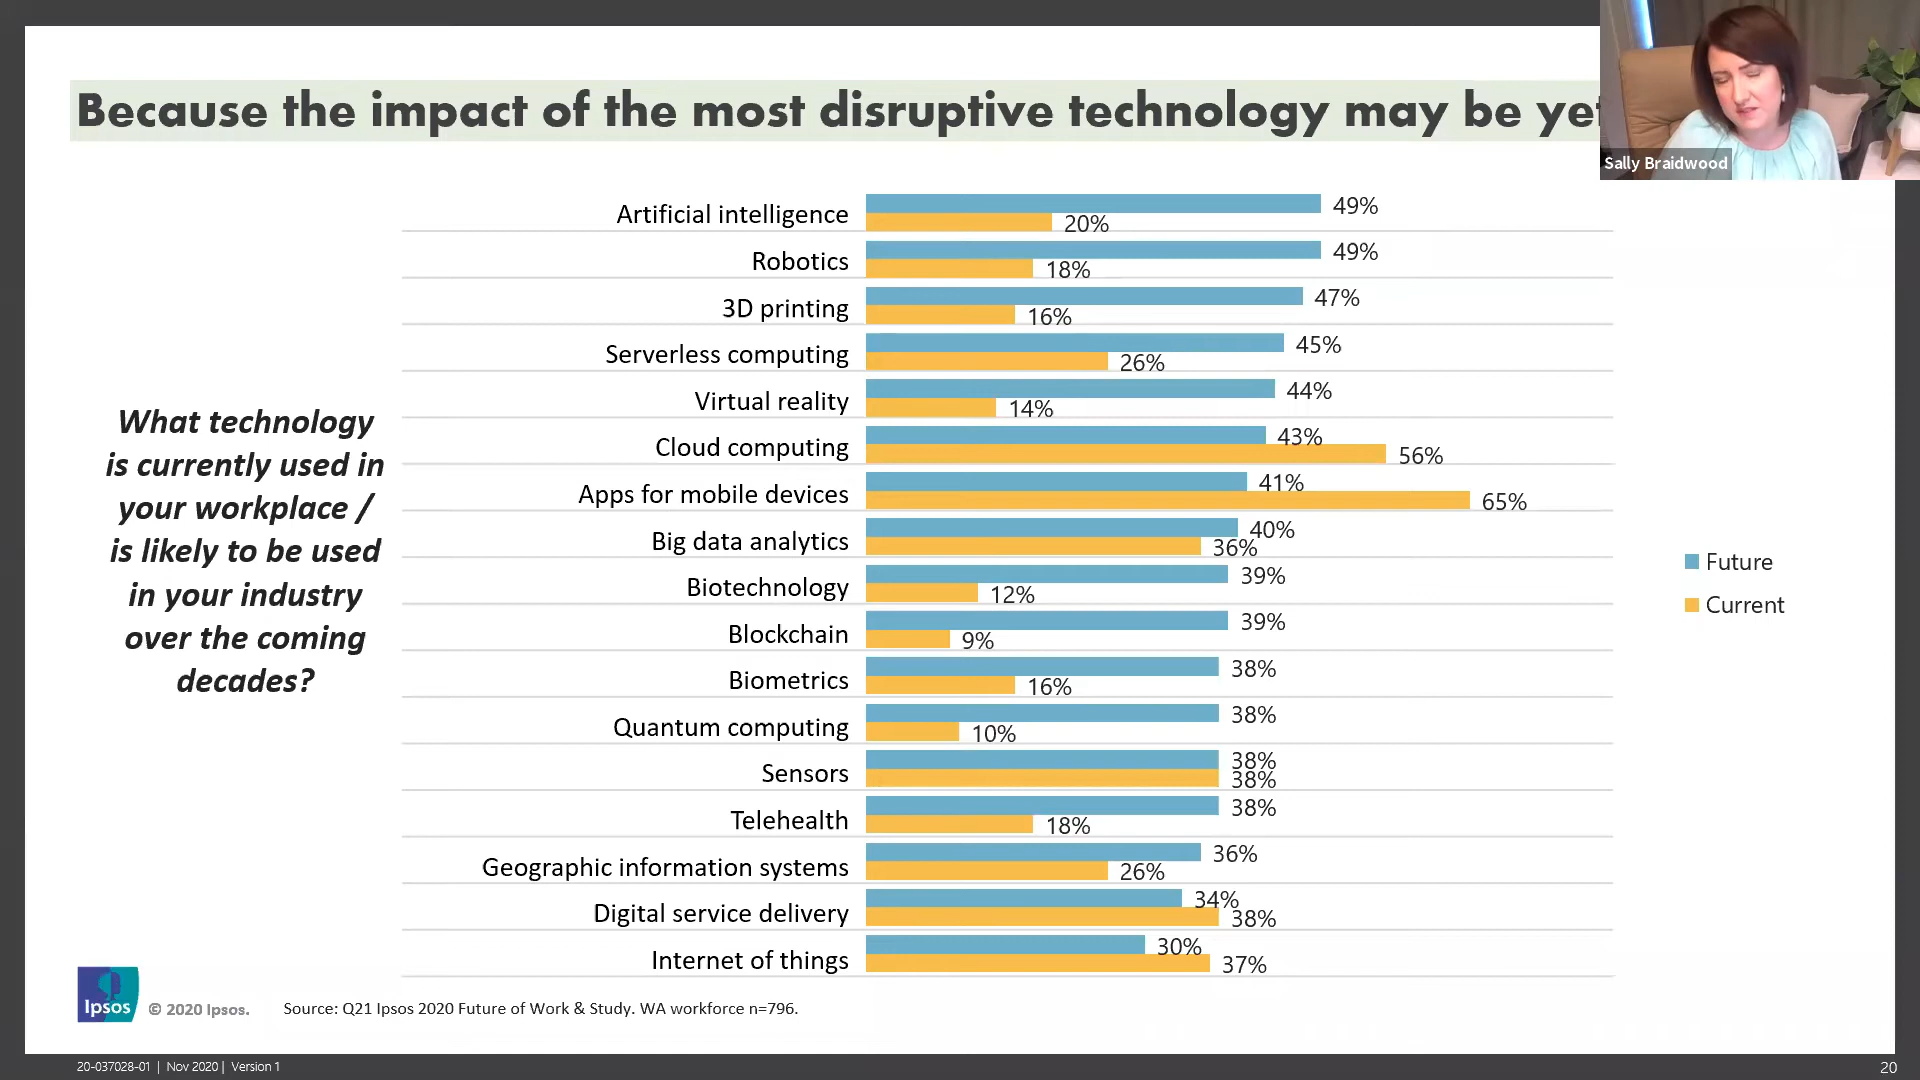 Because the impact of the most disruptive technology may be
Sally Braidwood
What technology
is currently used in
your workplace /
is likely to be used
in your industry
over the coming
decades?
Artificial intelligence 49%
20%
Robotics 49%
18%
3D printing 47%
16%
Serverless computing 45%
26%
Virtual reality 44%
14%
Cloud computing 43%
56%
Apps for mobile devices 41%
65%
Big data analytics 40%
36%
Biotechnology 39%
12%
Blockchain 39%
9%
Biometrics 38%
16%
Quantum computing 38%
10%
Sensors 38%
38%
Telehealth 38%
18%
Geographic information systems 36%
26%
Digital service delivery 34%
38%
Internet of things 30%
37%
Future
Current
Ipsos
© 2020 Ipsos.
Source: Q21 Ipsos 2020 Future of Work & Study. WA workforce n=796.
20-037028-01 | Nov 2020 | Version 1
20